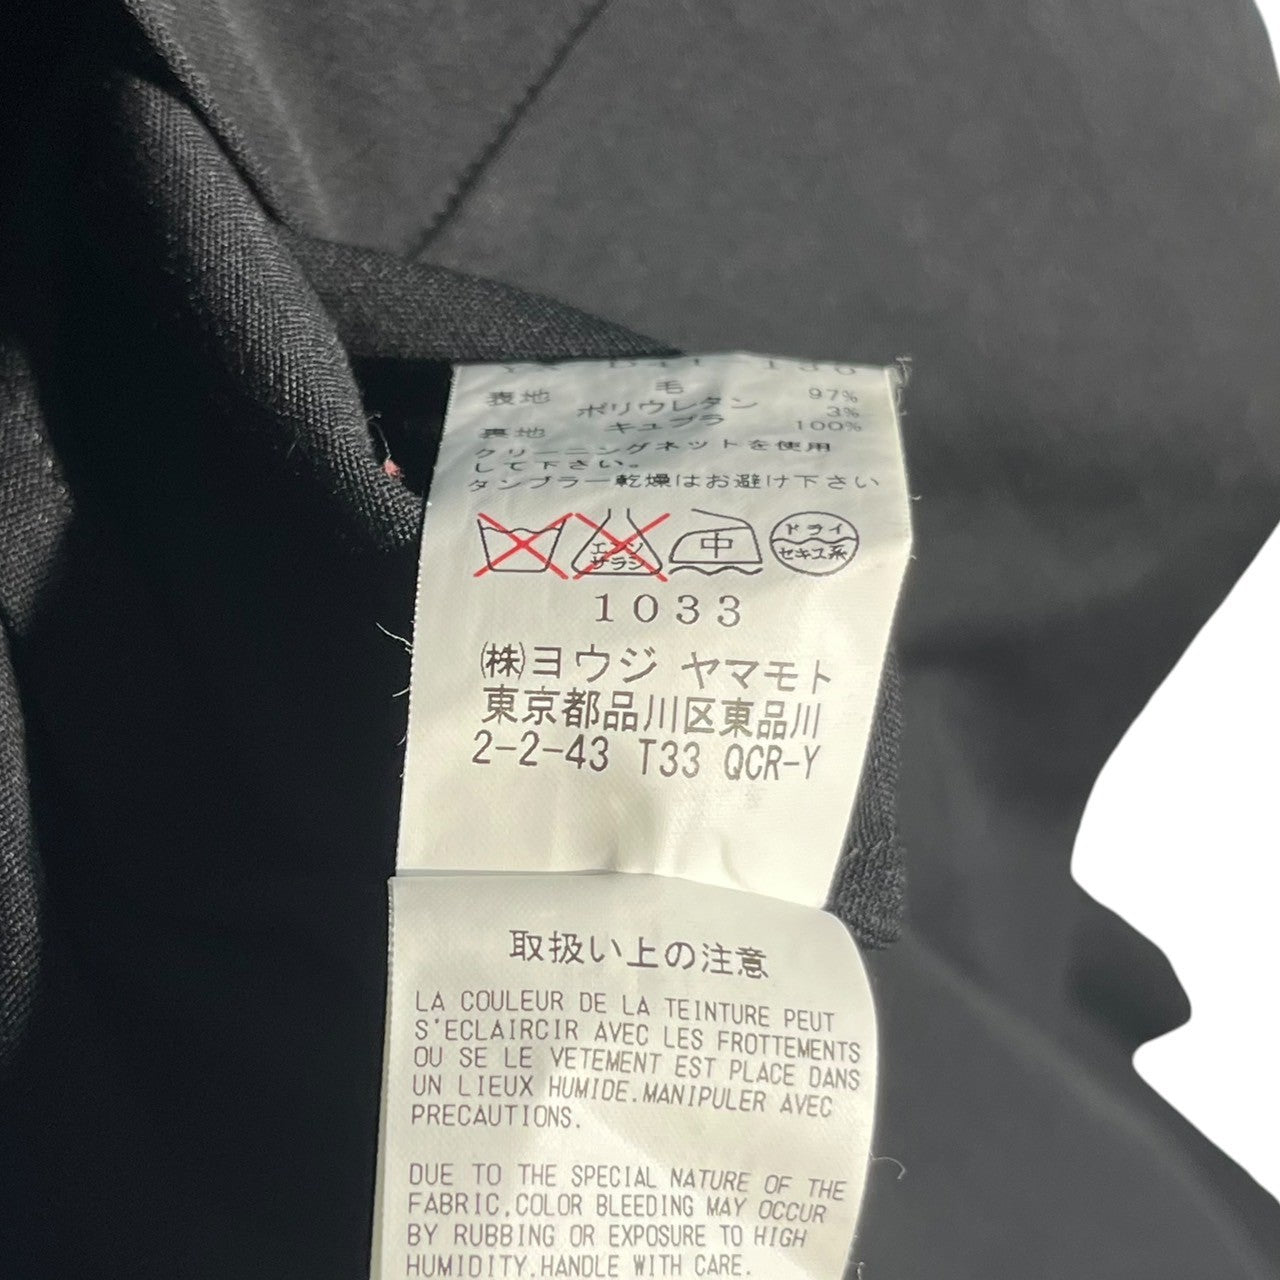 表地 毛 97%
ポリウレタン 3%
裏地 キュプラ 100%
クリーニングネットを使用
して下さい。
タンブラー乾燥はお避け下さい
エンソ サラシ 中 ドライ セキユ系
1033
㈱ヨウジ ヤマモト
東京都品川区東品川
2-2-43 T33 QCR-Y
取扱い上の注意
LA COULEUR DE LA TEINTURE PEUT
S'ECLAIRCIR AVEC LES FROTTEMENTS
OU SE LE VETEMENT EST PLACE DANS
UN LIEUX HUMIDE.MANIPULER AVEC
PRECAUTIONS.
DUE TO THE SPECIAL NATURE OF THE
FABRIC,COLOR BLEEDING MAY OCCUR
BY RUBBING OR EXPOSURE TO HIGH
HUMIDITY.HANDLE WITH CARE.